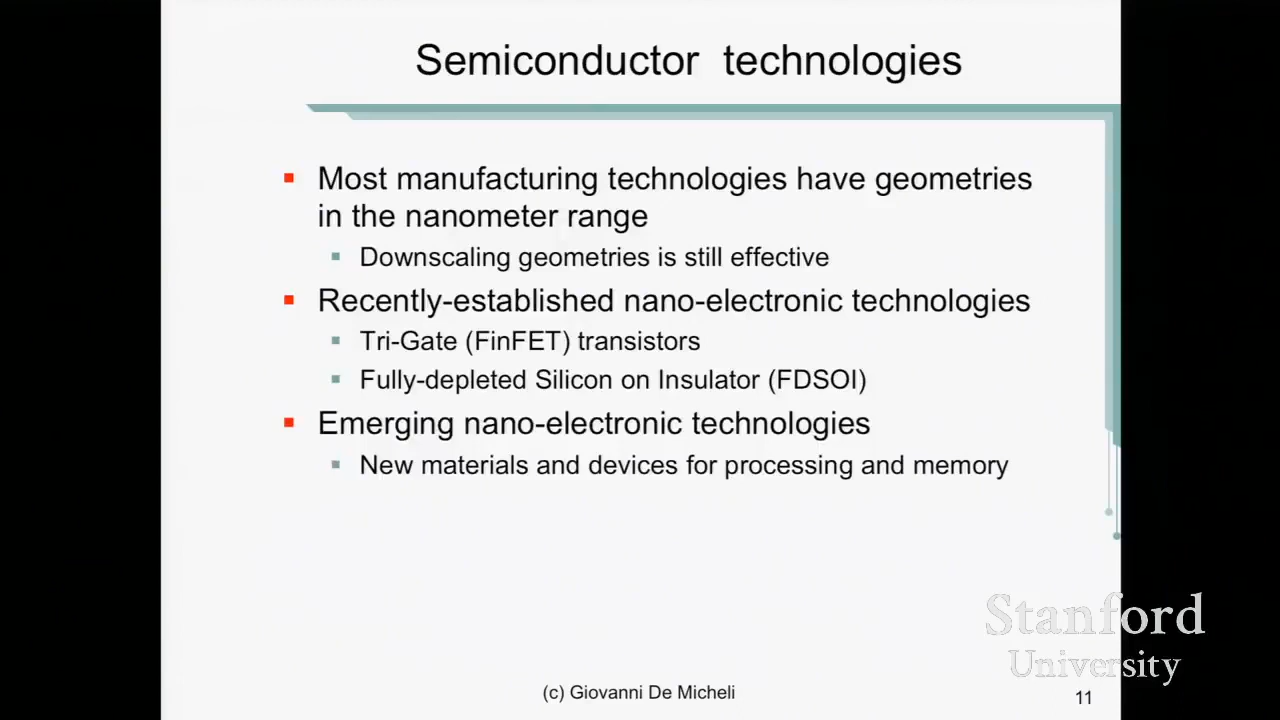 Semiconductor technologies
Most manufacturing technologies have geometries
in the nanometer range
Downscaling geometries is still effective
Recently-established nano-electronic technologies
Tri-Gate (FinFET) transistors
Fully-depleted Silicon on Insulator (FDSOI)
Emerging nano-electronic technologies
New materials and devices for processing and memory
Stanford
University
(c) Giovanni De Micheli
11